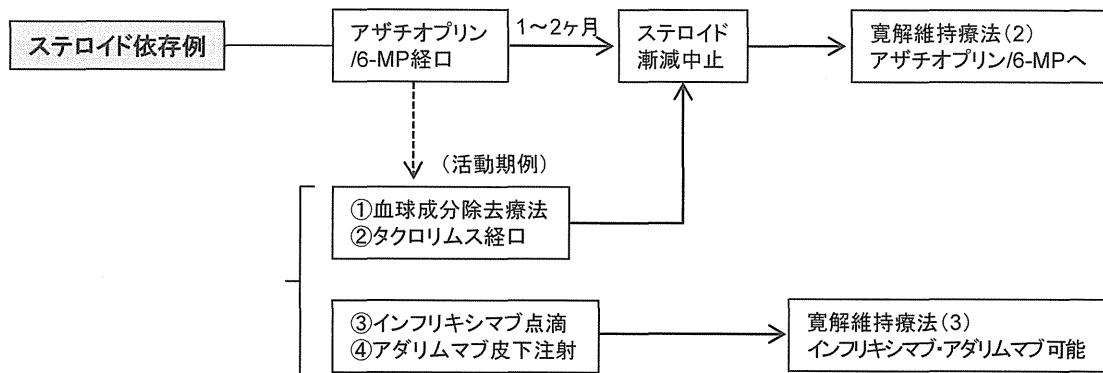 ステロイド依存例
アザチオプリン
/6-MP経口
1～2ヶ月
ステロイド
漸減中止
寛解維持療法(2)
アザチオプリン/6-MPへ
（活動期例）
①血球成分除去療法
②タクロリムス経口
③インフリキシマブ点滴
④アダリムマブ皮下注射
寛解維持療法(3)
インフリキシマブ・アダリムマブ可能